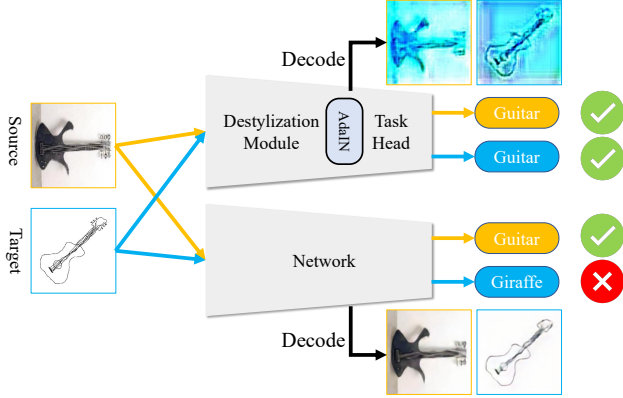 Decode
Source
Destylization
Module
AdaIN
Task
Head
Guitar
Guitar
Target
Network
Guitar
Giraffe
Decode